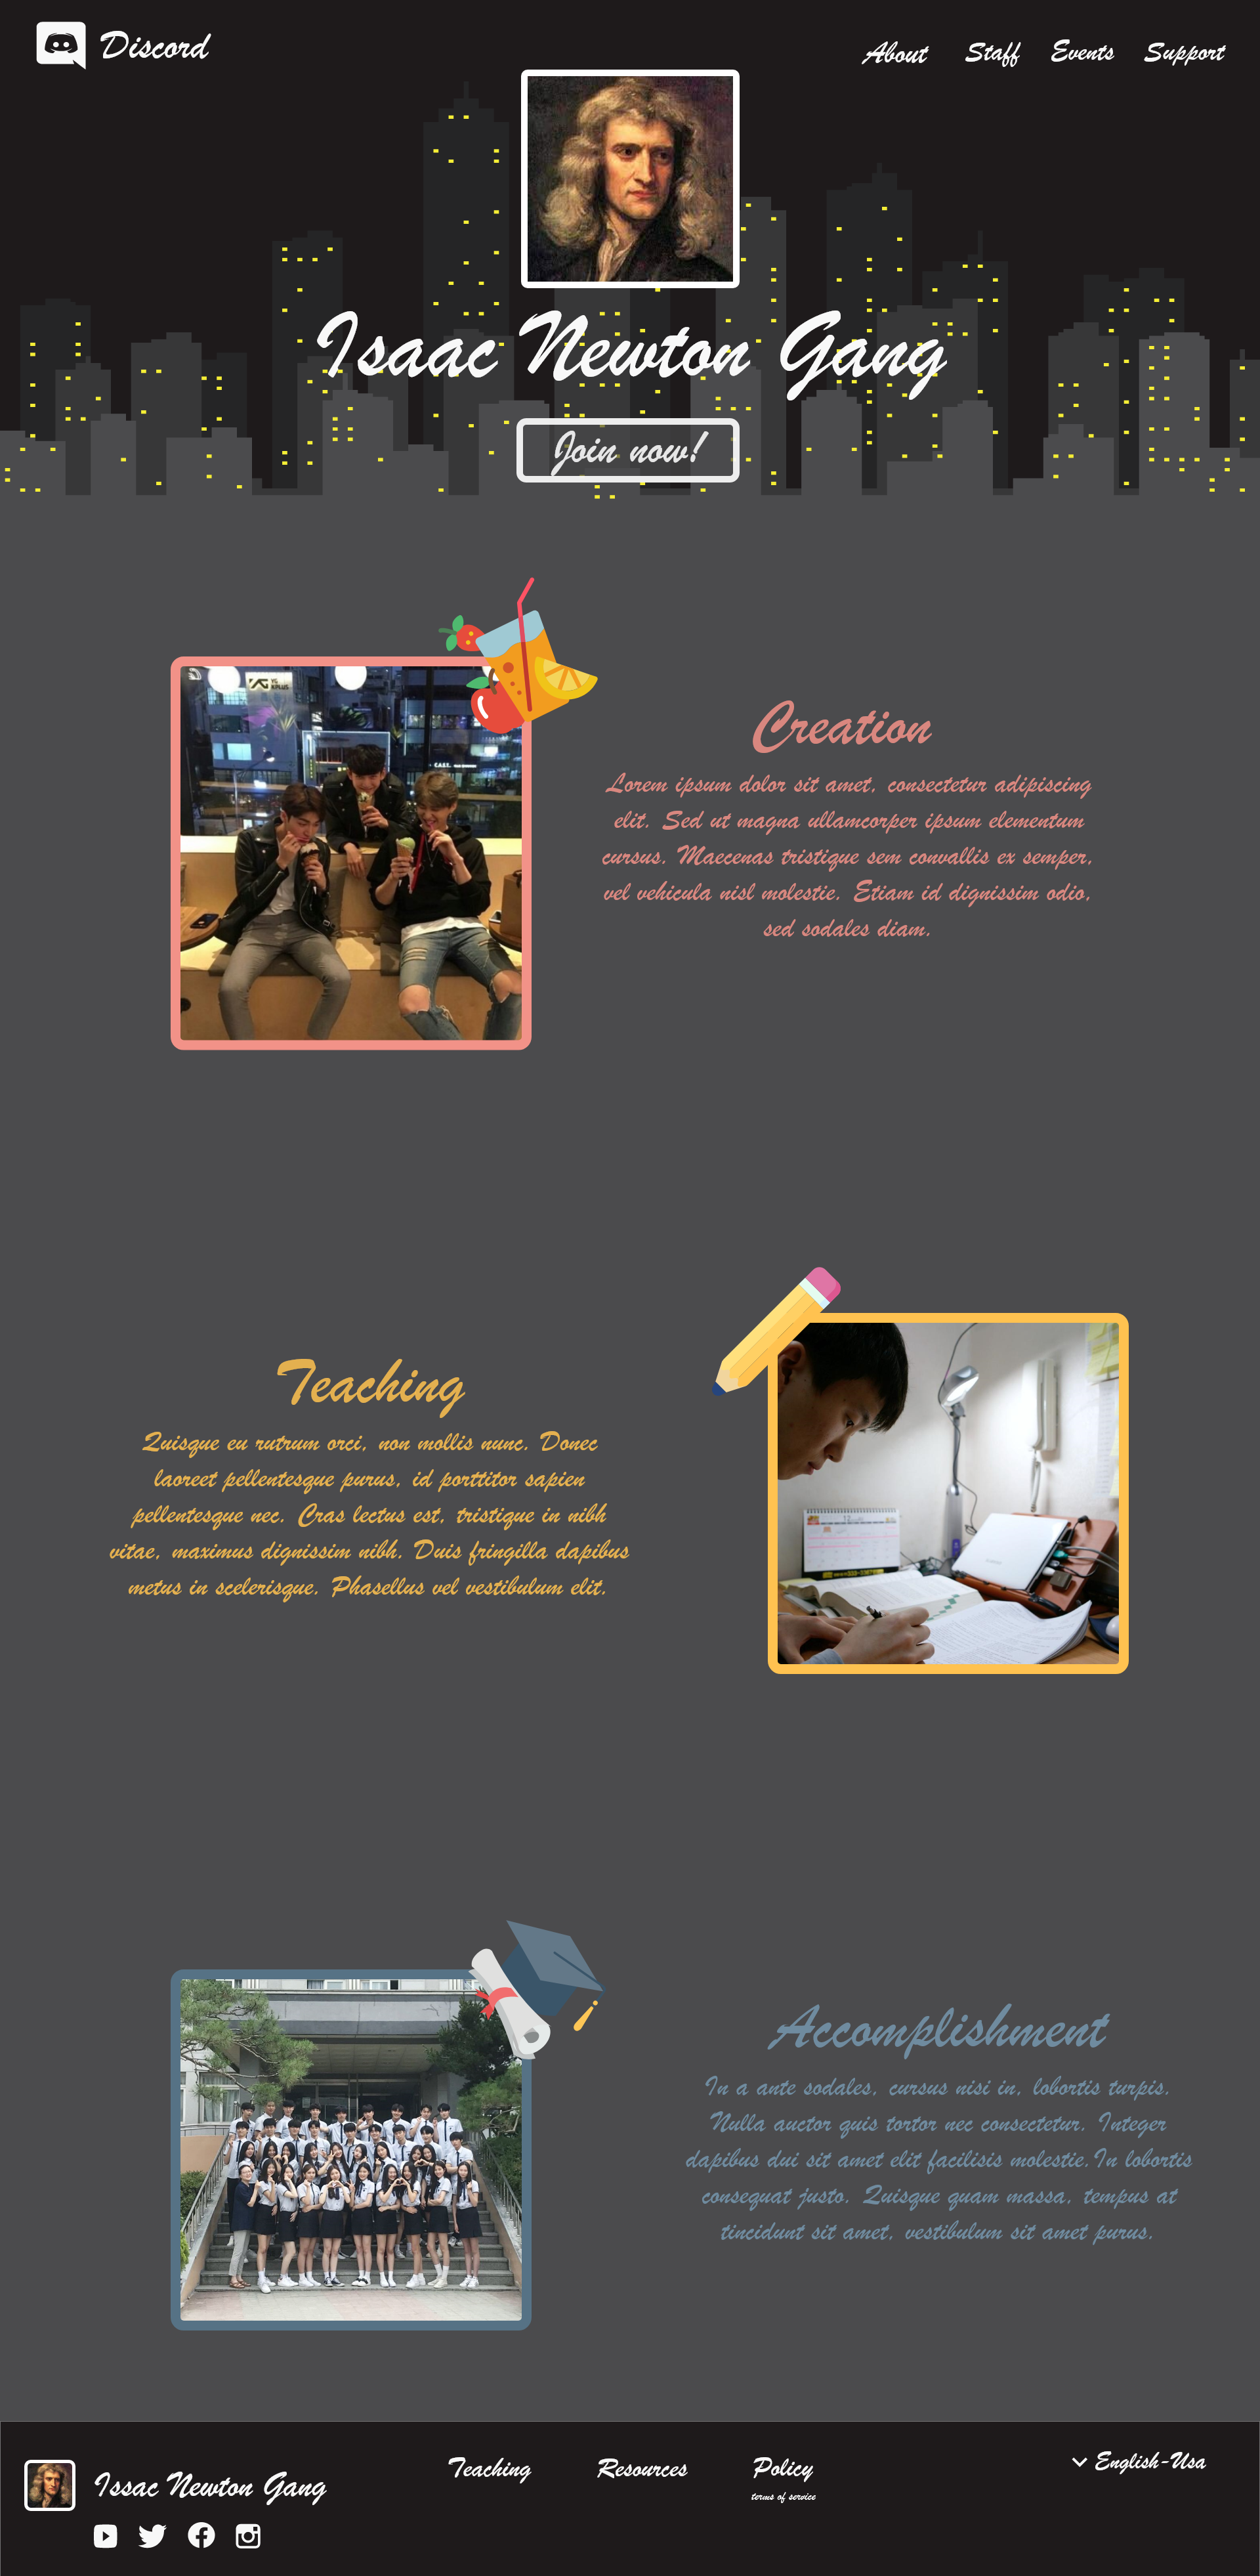 Discord
About
Staff
Events
Support
Isaac Newton Gang
Join now!
YG
XPLUS
Creation
Lorem ipsum dolor sit amet, consectetur adipiscing
elit. Sed ut magna ullamcorper ipsum elementum
cursus. Maecenas tristique sem convallis ex semper,
vel vehicula nisl molestie. Etiam id dignissim odio,
sed sodales diam.
Teaching
Quisque eu rutrum orci, non mollis nunc. Donec
laoreet pellentesque purus, id porttitor sapien
pellentesque nec. Cras lectus est, tristique in nibh
vitae, maximus dignissim nibh. Duis fringilla dapibus
metus in scelerisque. Phasellus vel vestibulum elit.
Accomplishment
In a ante sodales, cursus nisi in, lobortis turpis.
Nulla auctor quis tortor nec consectetur. Integer
dapibus dui sit amet elit facilisis molestie.In lobortis
consequat justo. Quisque quam massa, tempus at
tincidunt sit amet, vestibulum sit amet purus.
Issac Newton Gang
Teaching
Resources
Policy
terms of service
English-Usa